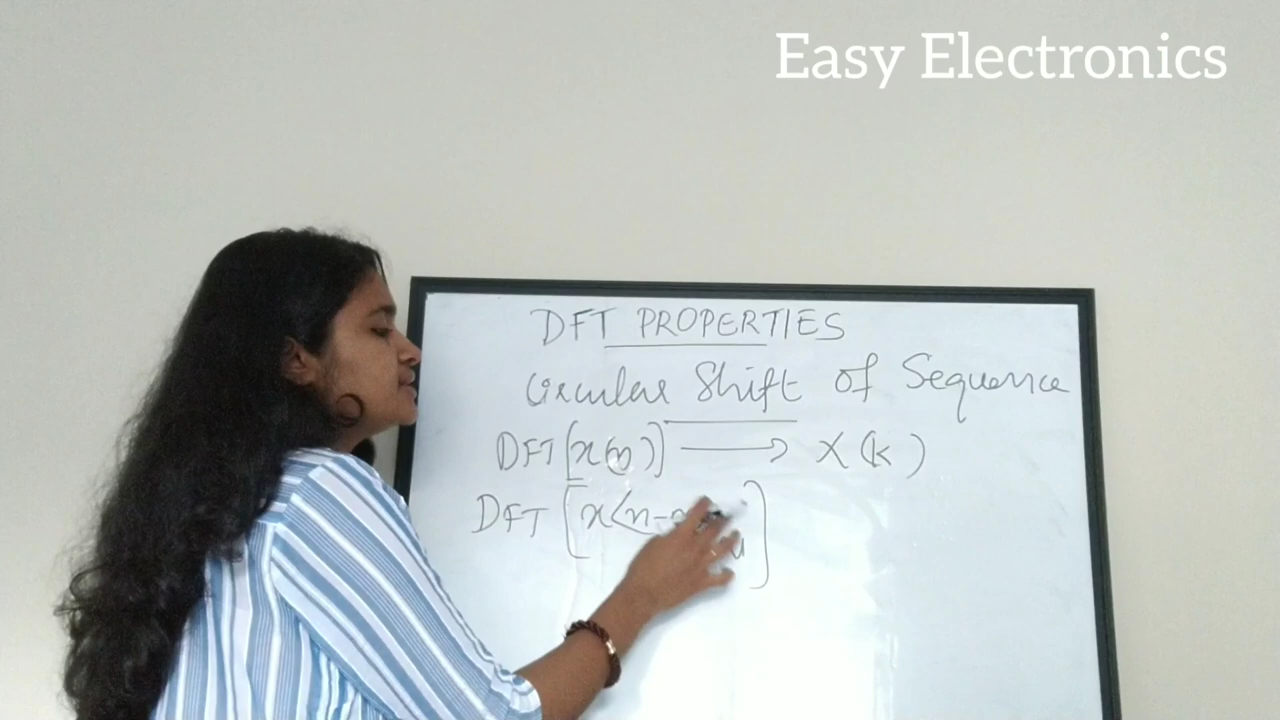 Easy Electronics
DFT PROPERTIES
Circular Shift of Sequence
DFT[x(n)] → X(k)
DFT [x<n-